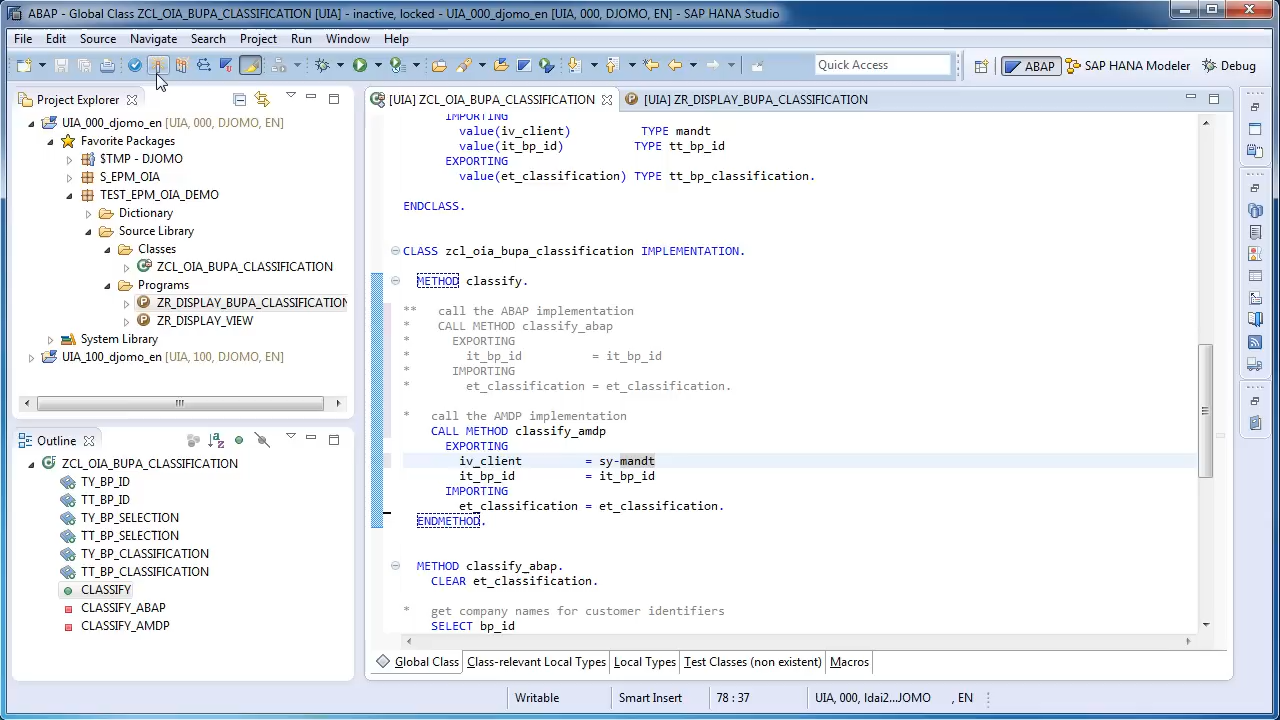 ABAP - Global Class ZCL_OIA_BUPA_CLASSIFICATION [UIA] - inactive, locked - UIA_000_djomo_en [UIA, 000, DJOMO, EN] - SAP HANA Studio
File Edit Source Navigate Search Project Run Window Help
Quick Access
ABAP SAP HANA Modeler Debug
Project Explorer
UIA_000_djomo_en [UIA, 000, DJOMO, EN]
Favorite Packages
$TMP - DJOMO
S_EPM_OIA
TEST_EPM_OIA_DEMO
Dictionary
Source Library
Classes
ZCL_OIA_BUPA_CLASSIFICATION
Programs
ZR_DISPLAY_BUPA_CLASSIFICATION
ZR_DISPLAY_VIEW
System Library
UIA_100_djomo_en [UIA, 100, DJOMO, EN]
Outline
ZCL_OIA_BUPA_CLASSIFICATION
TY_BP_ID
TT_BP_ID
TY_BP_SELECTION
TT_BP_SELECTION
TY_BP_CLASSIFICATION
TT_BP_CLASSIFICATION
CLASSIFY
CLASSIFY_ABAP
CLASSIFY_AMDP
[UIA] ZCL_OIA_BUPA_CLASSIFICATION [UIA] ZR_DISPLAY_BUPA_CLASSIFICATION
IMPORTING
value(iv_client) TYPE mandt
value(it_bp_id) TYPE tt_bp_id
EXPORTING
value(et_classification) TYPE tt_bp_classification.
ENDCLASS.
CLASS zcl_oia_bupa_classification IMPLEMENTATION.
METHOD classify.
** call the ABAP implementation
* CALL METHOD classify_abap
* EXPORTING
* it_bp_id = it_bp_id
* IMPORTING
* et_classification = et_classification.
* call the AMDP implementation
CALL METHOD classify_amdp
EXPORTING
iv_client = sy-mandt
it_bp_id = it_bp_id
IMPORTING
et_classification = et_classification.
ENDMETHOD.
METHOD classify_abap.
CLEAR et_classification.
* get company names for customer identifiers
SELECT bp_id
Global Class Class-relevant Local Types Local Types Test Classes (non existent) Macros
Writable Smart Insert 78 : 37 UIA, 000, ldai2...JOMO , EN